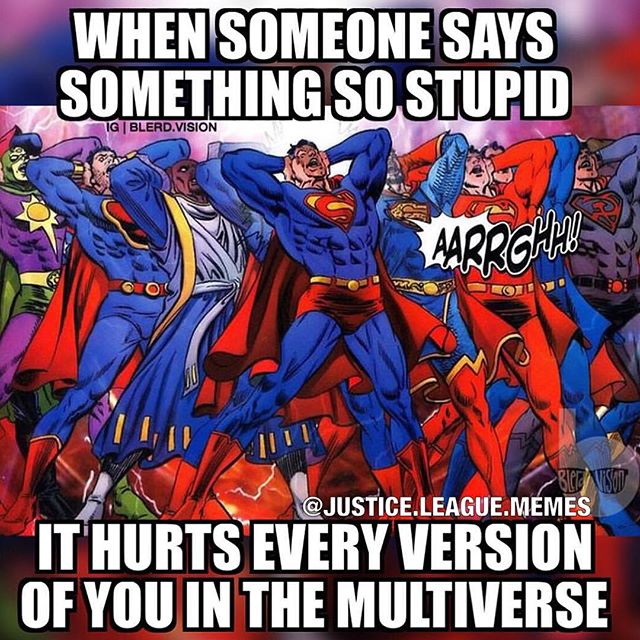 WHEN SOMEONE SAYS
SOMETHING SO STUPID
IG | BLERD.VISION
AARRGHH!
@JUSTICE.LEAGUE.MEMES
IT HURTS EVERY VERSION
OF YOU IN THE MULTIVERSE